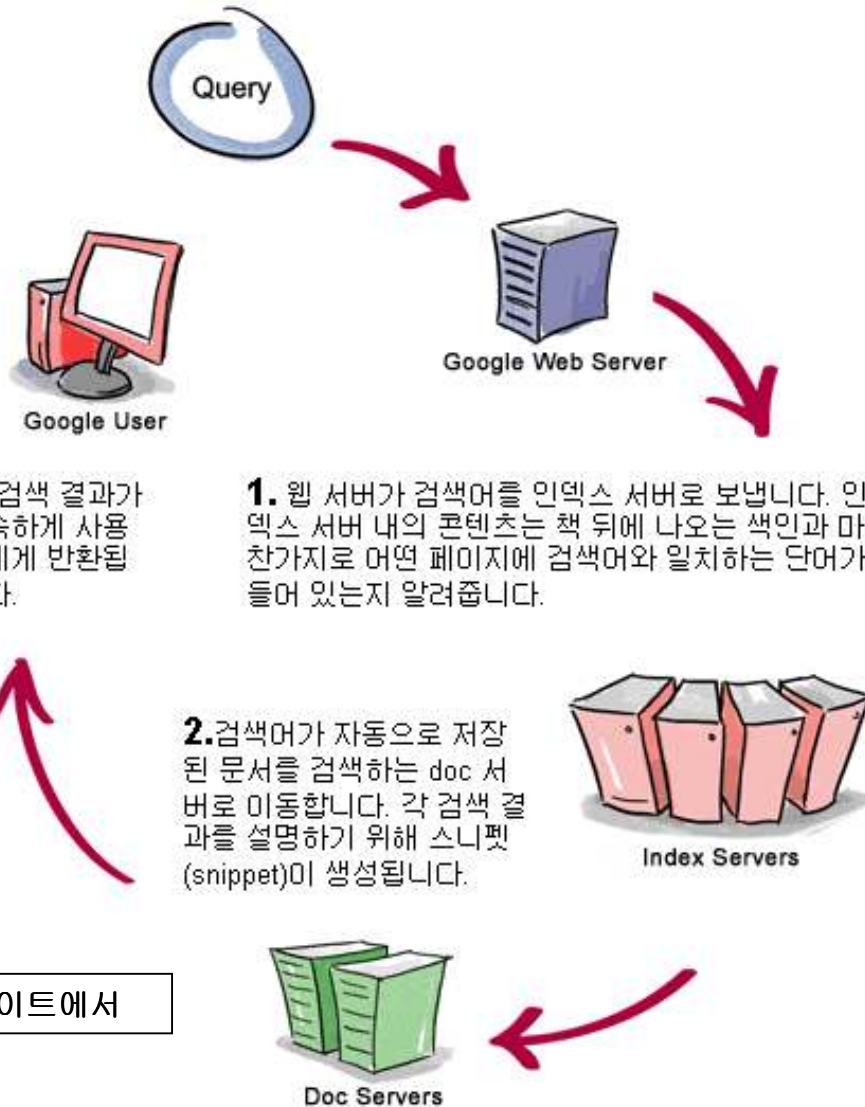 Query
Google Web Server
Google User
검색 결과가
하게 사용
에게 반환됩
다.
1. 웹 서버가 검색어를 인덱스 서버로 보냅니다. 인
덱스 서버 내의 콘텐츠는 책 뒤에 나오는 색인과 마
찬가지로 어떤 페이지에 검색어와 일치하는 단어가
들어 있는지 알려줍니다.
2.검색어가 자동으로 저장
된 문서를 검색하는 doc 서
버로 이동합니다. 각 검색 결
과를 설명하기 위해 스니펫
(snippet)이 생성됩니다.
Index Servers
이트에서
Doc Servers